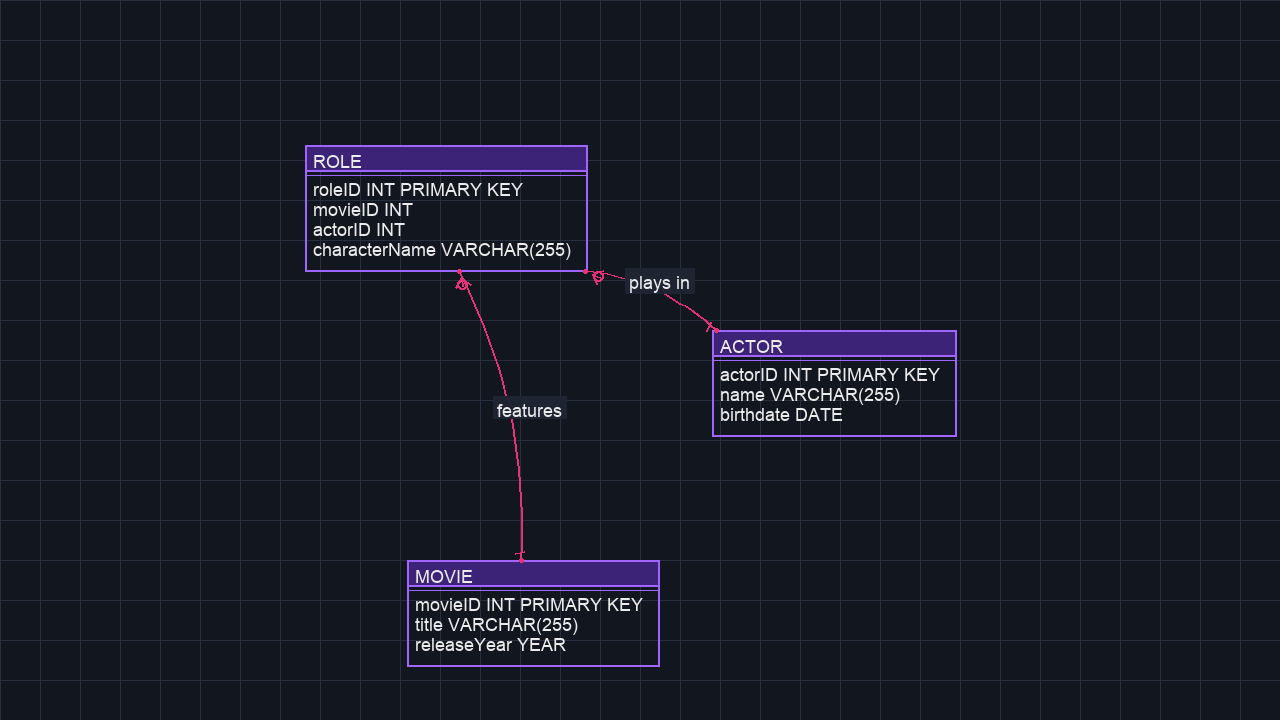 ROLE
roleID INT PRIMARY KEY
movieID INT
actorID INT
characterName VARCHAR(255)
plays in
ACTOR
actorID INT PRIMARY KEY
name VARCHAR(255)
birthdate DATE
features
MOVIE
movieID INT PRIMARY KEY
title VARCHAR(255)
releaseYear YEAR